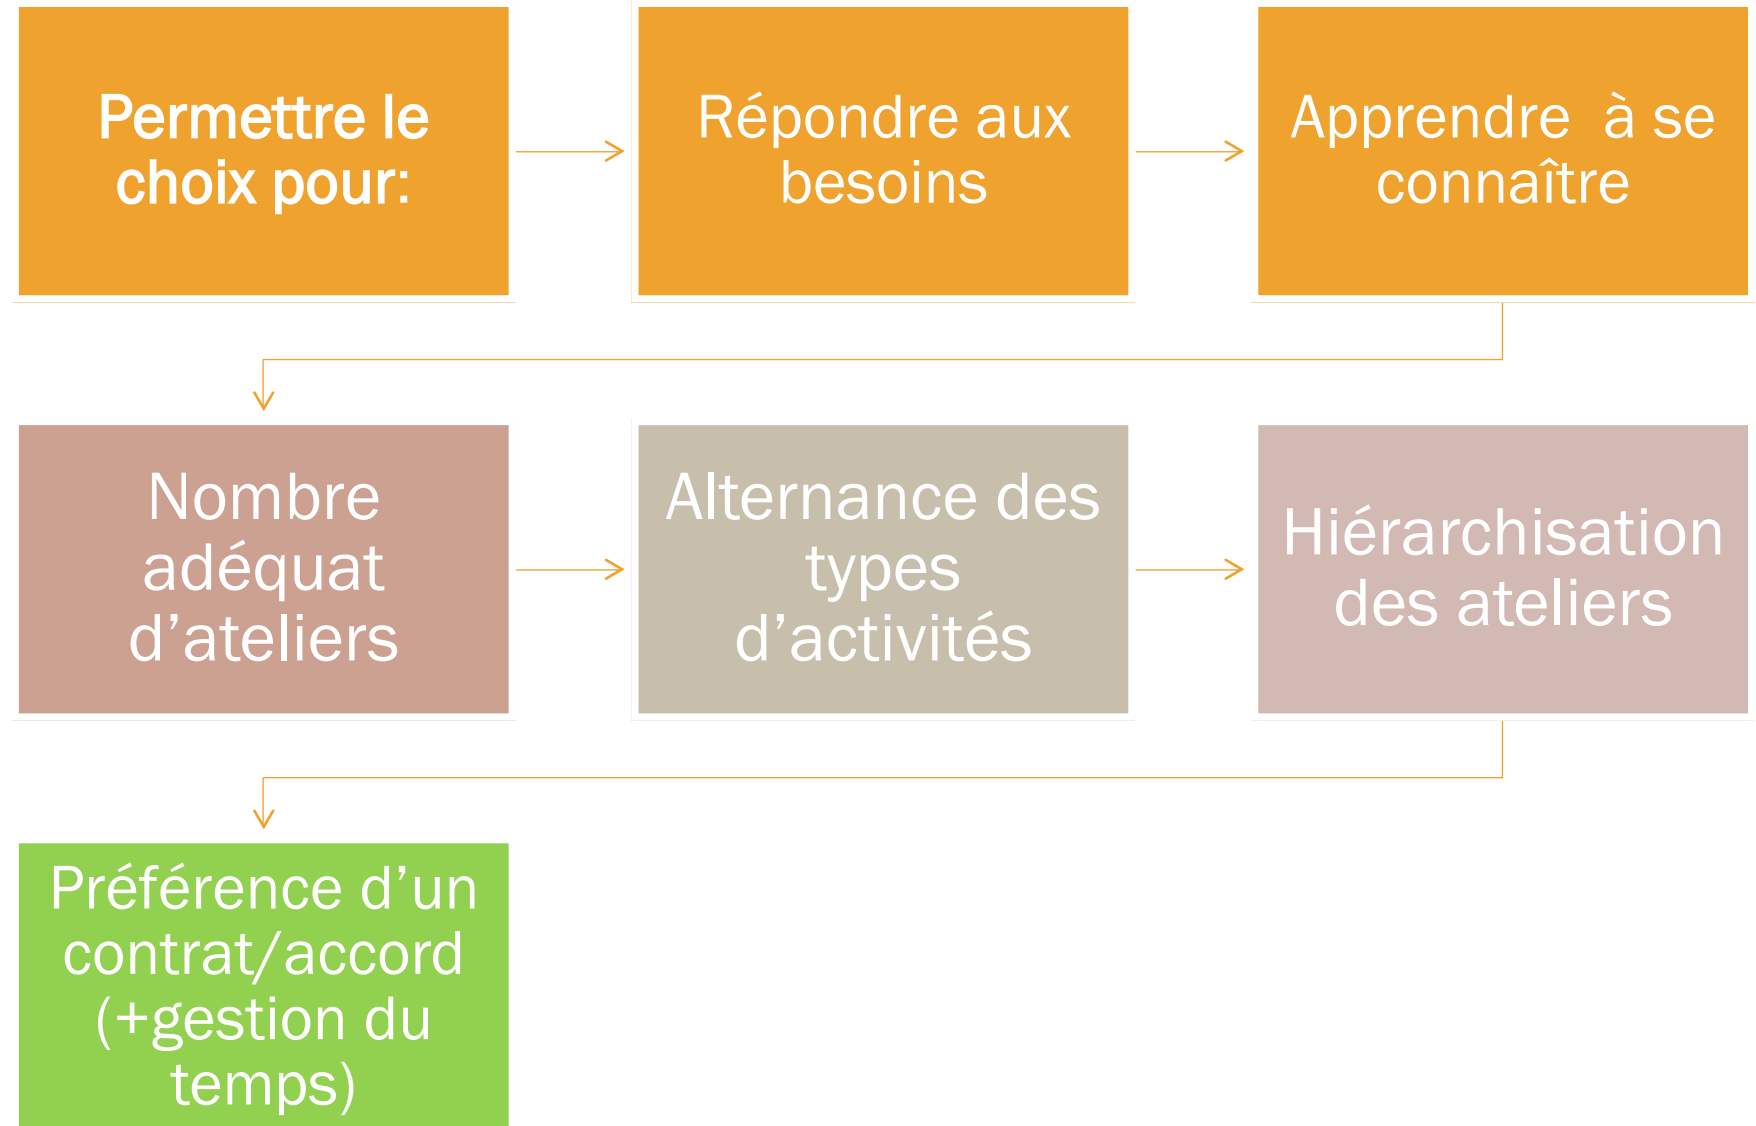 Permettre le
choix pour:
Répondre aux
besoins
Apprendre  à se
connaître
Nombre
adéquat
d’ateliers
Alternance des
types
d’activités
Hiérarchisation
des ateliers
Préférence d’un
contrat/accord
(+gestion du
temps)